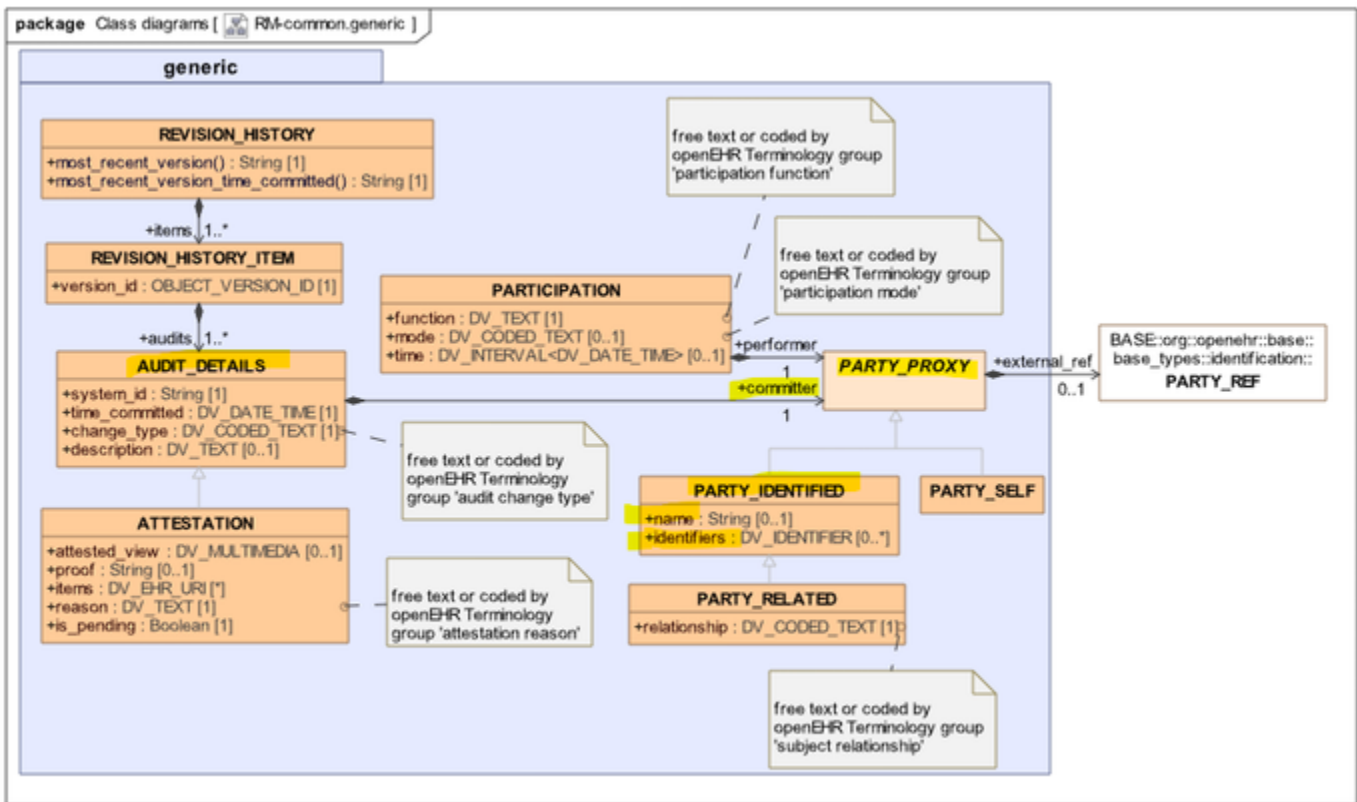 package Class diagrams [ RM-common.generic ]
generic
REVISION_HISTORY
+most_recent_version() : String [1]
+most_recent_version_time_committed() : String [1]
+items 1..*
REVISION_HISTORY_ITEM
+version_id : OBJECT_VERSION_ID [1]
+audits 1..*
AUDIT_DETAILS
+system_id : String [1]
+time_committed : DV_DATE_TIME [1]
+change_type : DV_CODED_TEXT [1]
+description : DV_TEXT [0..1]
ATTESTATION
+attested_view : DV_MULTIMEDIA [0..1]
+proof : String [0..1]
+items : DV_EHR_URI [*]
+reason : DV_TEXT [1]
+is_pending : Boolean [1]
free text or coded by
openEHR Terminology
group 'audit change type'
free text or coded by
openEHR Terminology
group 'attestation reason'
PARTICIPATION
+function : DV_TEXT [1]
+mode : DV_CODED_TEXT [0..1]
+time : DV_INTERVAL<DV_DATE_TIME> [0..1]
free text or coded by
openEHR Terminology group
'participation function'
free text or coded by
openEHR Terminology group
'participation mode'
+performer
1
+committer
1
PARTY_PROXY
+external_ref
0..1
BASE::org::openehr::base::
base_types::identification::
PARTY_REF
PARTY_IDENTIFIED
+name : String [0..1]
+identifiers : DV_IDENTIFIER [0..*]
PARTY_SELF
PARTY_RELATED
+relationship : DV_CODED_TEXT [1]
free text or coded by
openEHR Terminology group
'subject relationship'